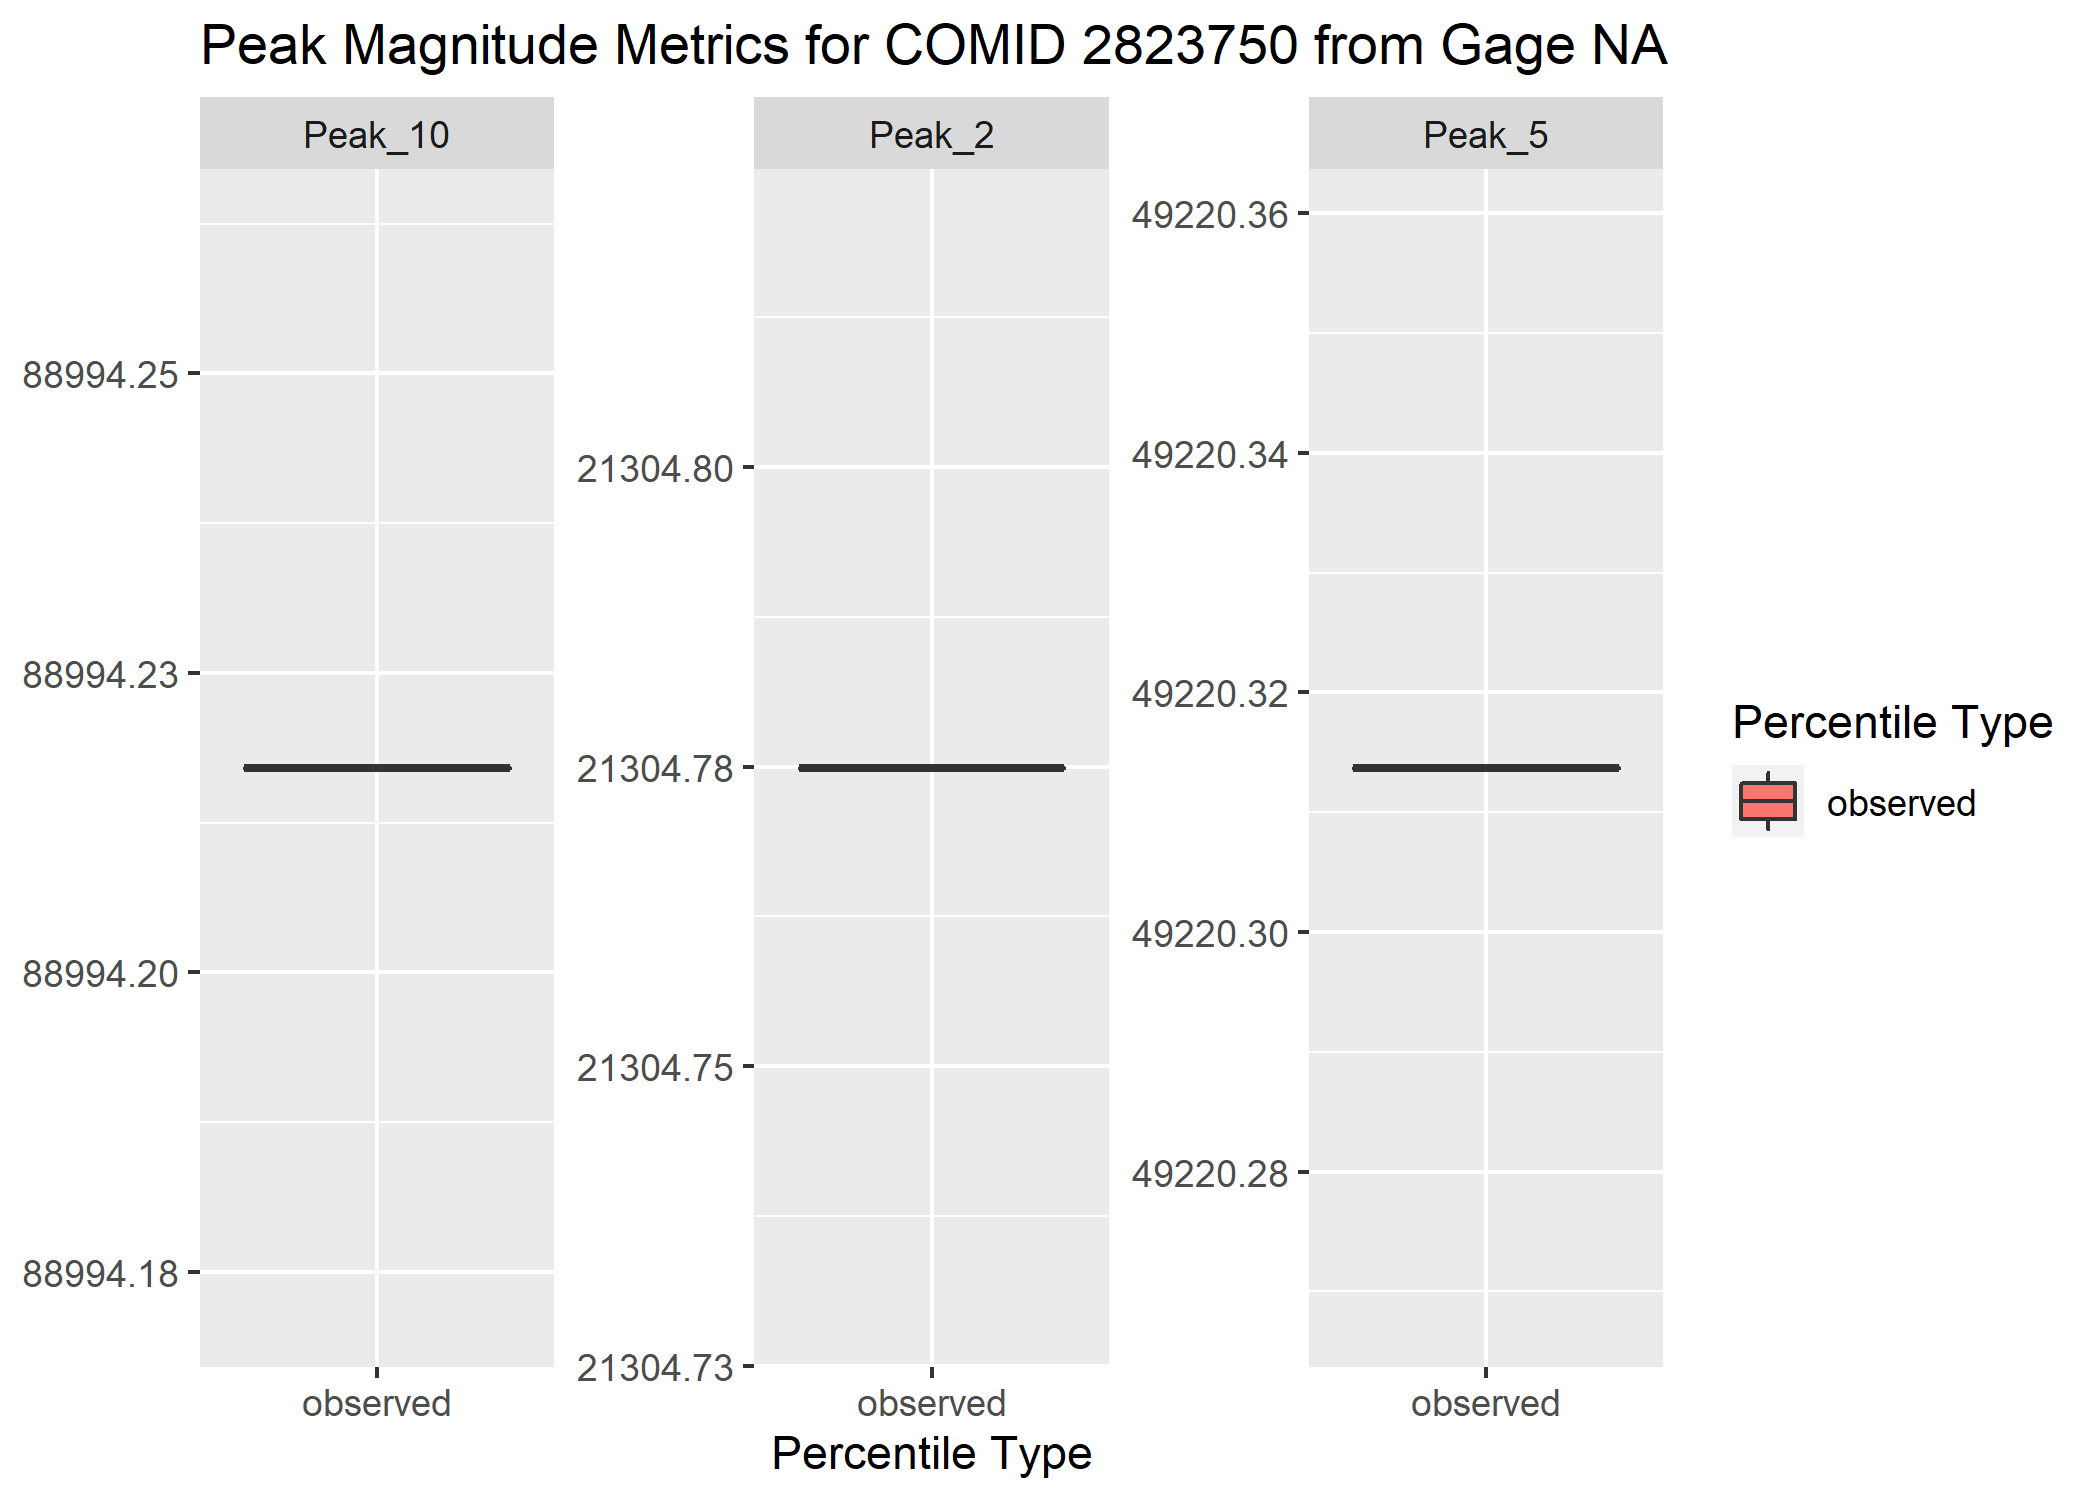 Peak Magnitude Metrics for COMID 2823750 from Gage NA
Peak_10
Peak_2
Peak_5
88994.25
88994.23
88994.20
88994.18
21304.80
21304.78
21304.75
21304.73
49220.36
49220.34
49220.32
49220.30
49220.28
observed
observed
observed
Percentile Type
Percentile Type
observed